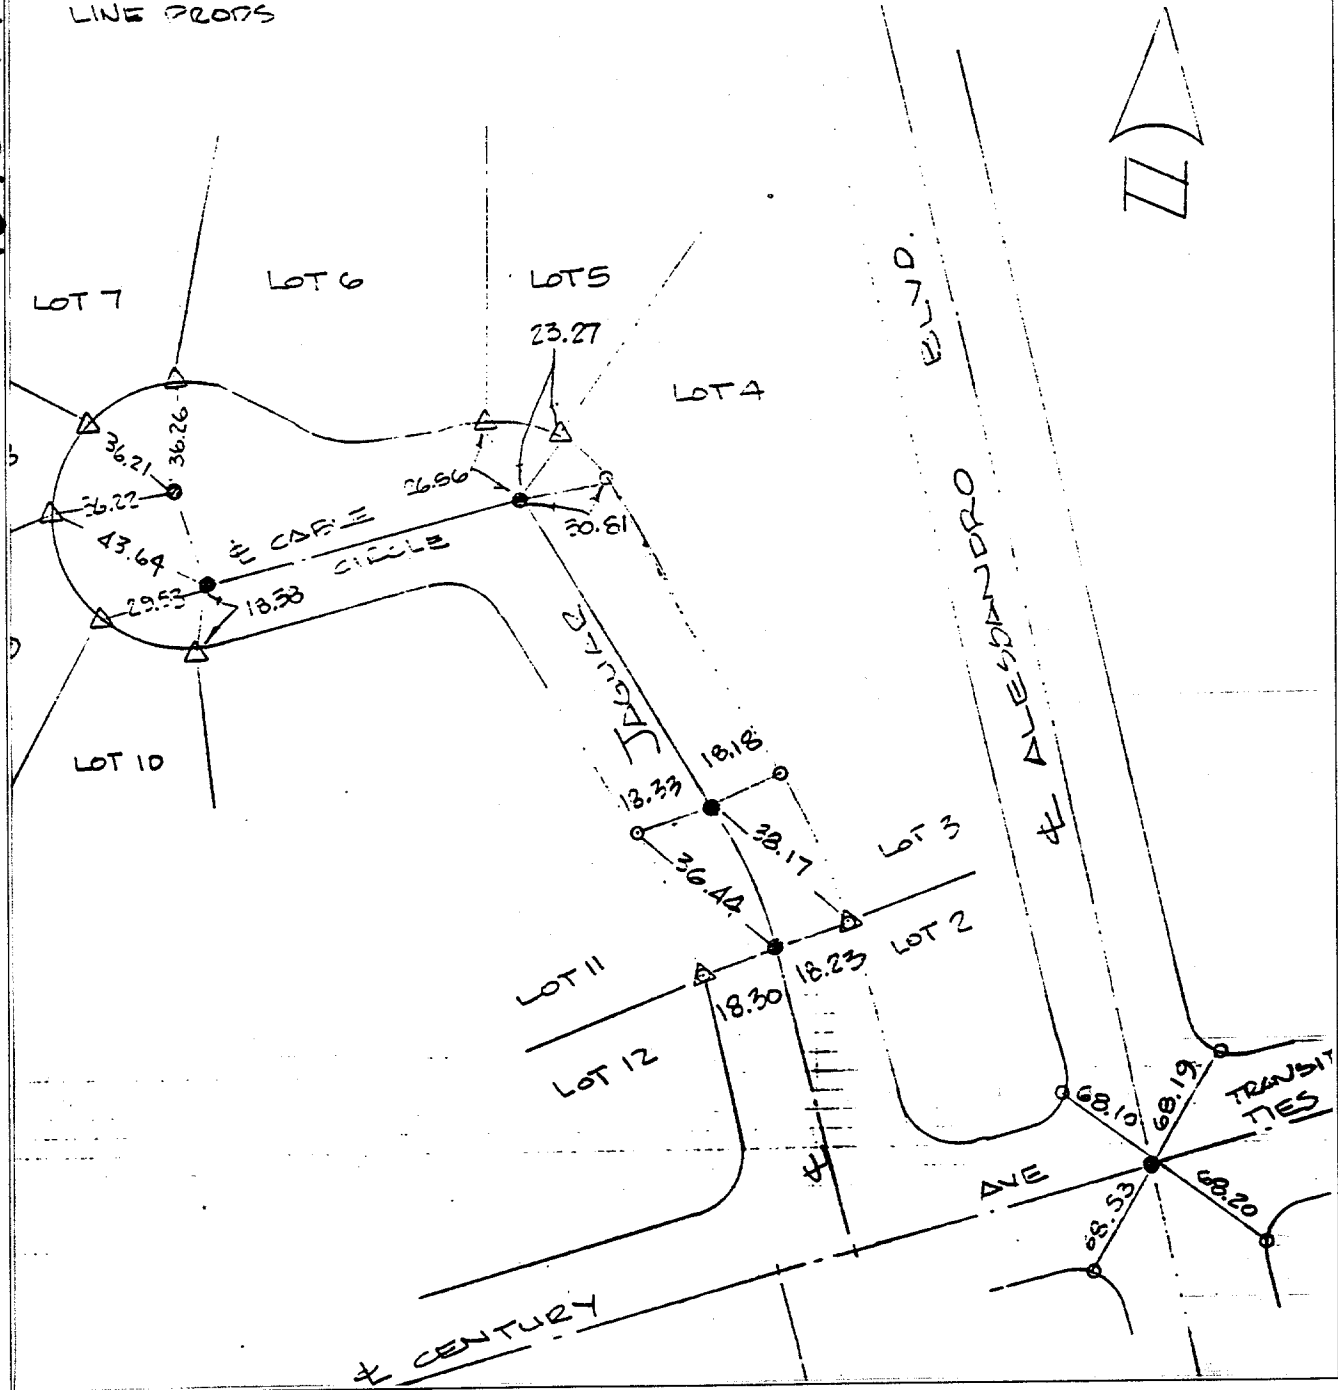 LINE PRODS
BLVD.
LOT 7
LOT 6
LOT 5
23.27
LOT 4
36.21
36.26
36.22
26.56
30.81
43.64
℄ CABLE
CIRCLE
29.53
18.38
JAGUAR
℄ ALESSANDRO
LOT 10
18.33
18.18
38.17
36.44
LOT 3
LOT 2
LOT 11
18.23
18.30
LOT 12
℄
68.10
68.19
TRANSIT
TIES
AVE
68.53
68.20
℄ CENTURY